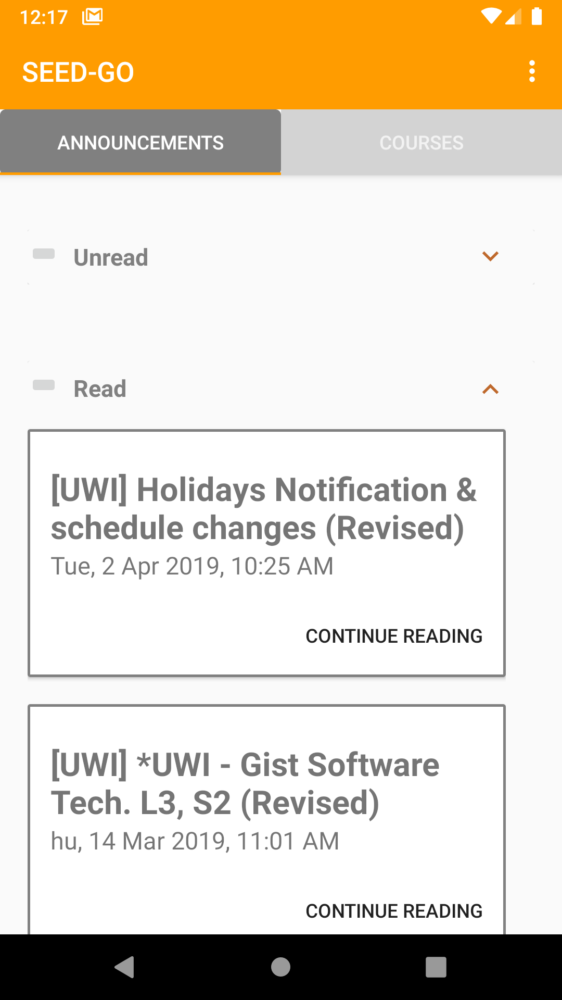 12:17
SEED-GO
ANNOUNCEMENTS
COURSES
Unread
Read
[UWI] Holidays Notification &
schedule changes (Revised)
Tue, 2 Apr 2019, 10:25 AM
CONTINUE READING
[UWI] *UWI - Gist Software
Tech. L3, S2 (Revised)
hu, 14 Mar 2019, 11:01 AM
CONTINUE READING